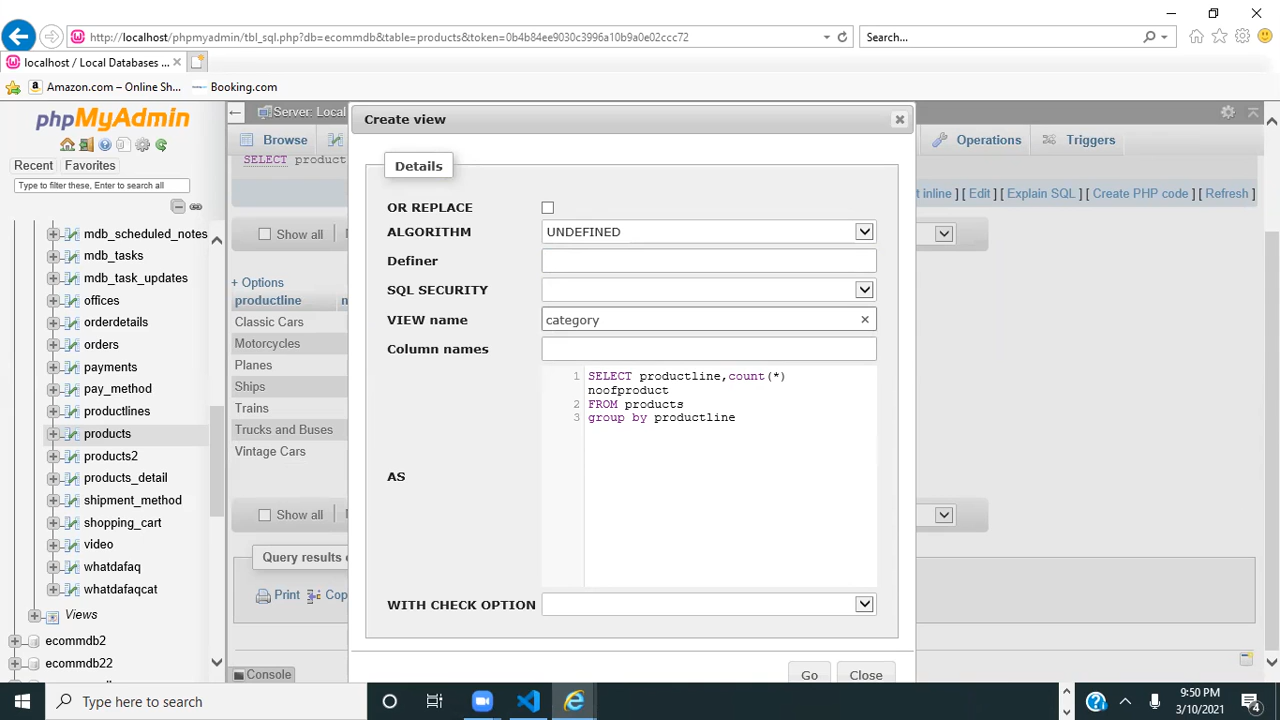 http://localhost/phpmyadmin/tbl_sql.php?db=ecommdb&table=products&token=0b4b84ee9030c3996a10b9a0e02ccc72
Search...
localhost / Local Databases ...
Amazon.com – Online Sh...
Booking.com
phpMyAdmin
Recent
Favorites
Type to filter these, Enter to search all
mdb_scheduled_notes
mdb_tasks
mdb_task_updates
offices
orderdetails
orders
payments
pay_method
productlines
products
products2
products_detail
shipment_method
shopping_cart
video
whatdafaq
whatdafaqcat
Views
ecommdb2
ecommdb22
Server: Local
Browse
Operations
Triggers
SELECT product
t inline ] [ Edit ] [ Explain SQL ] [ Create PHP code ] [ Refresh ]
Show all
+ Options
productline
n
Classic Cars
Motorcycles
Planes
Ships
Trains
Trucks and Buses
Vintage Cars
Show all
Query results o
Print
Cop
Console
Create view
Details
OR REPLACE
ALGORITHM
UNDEFINED
Definer
SQL SECURITY
VIEW name
category
Column names
AS
1 SELECT productline,count(*)
noofproduct
2 FROM products
3 group by productline
WITH CHECK OPTION
Go
Close
Type here to search
9:50 PM
3/10/2021
4